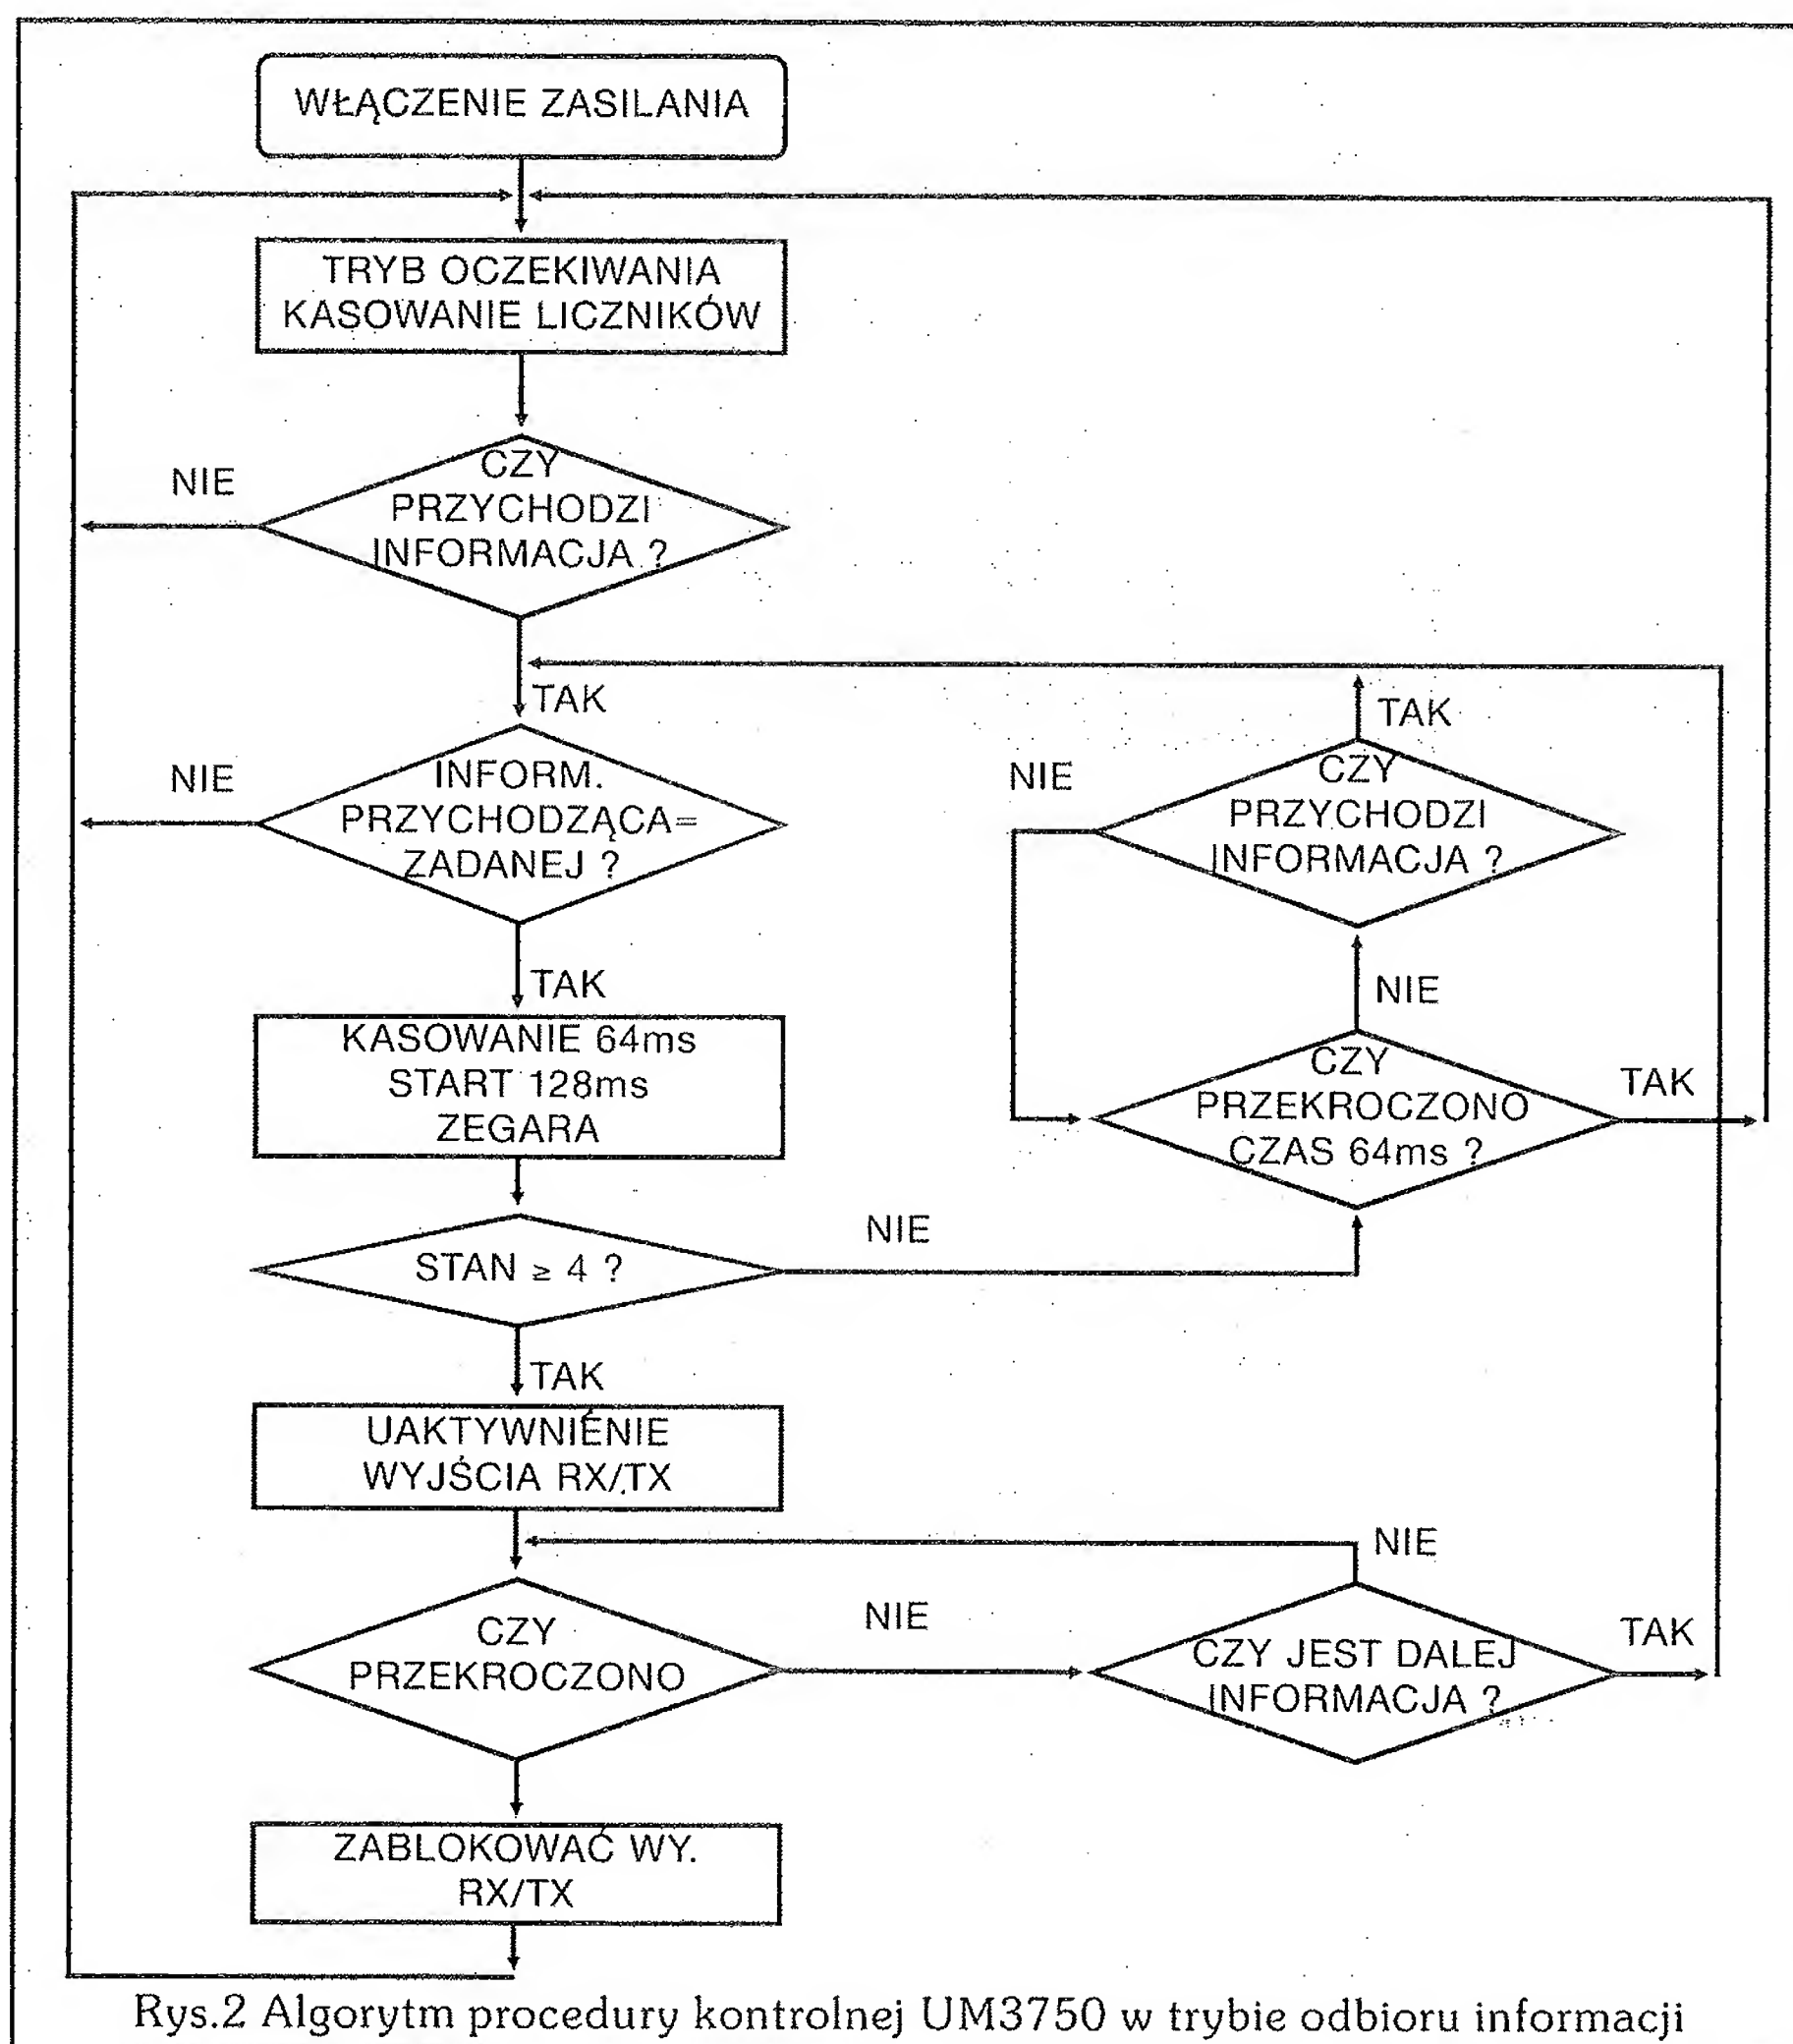 WŁĄCZENIE ZASILANIA
TRYB OCZEKIWANIA
KASOWANIE LICZNIKÓW
CZY
PRZYCHODZI
INFORMACJA ?
NIE
TAK
INFORM.
PRZYCHODZĄCA=
ZADANEJ ?
NIE
TAK
KASOWANIE 64ms
START 128ms
ZEGARA
STAN ≥ 4 ?
NIE
TAK
CZY
PRZYCHODZI
INFORMACJA ?
NIE
TAK
NIE
CZY
PRZEKROCZONO
CZAS 64ms ?
TAK
UAKTYWNIENIE
WYJŚCIA RX/TX
CZY
PRZEKROCZONO
NIE
CZY JEST DALEJ
INFORMACJA ?
NIE
TAK
ZABLOKOWAĆ WY.
RX/TX
Rys.2 Algorytm procedury kontrolnej UM3750 w trybie odbioru informacji